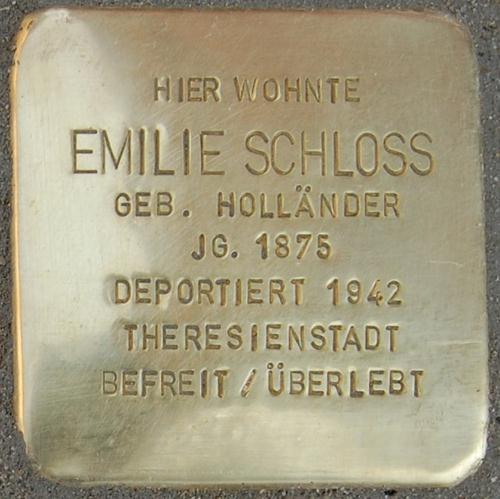 HIER WOHNTE
EMILIE SCHLOSS
GEB. HOLLÄNDER
JG. 1875
DEPORTIERT 1942
THERESIENSTADT
BEFREIT / ÜBERLEBT